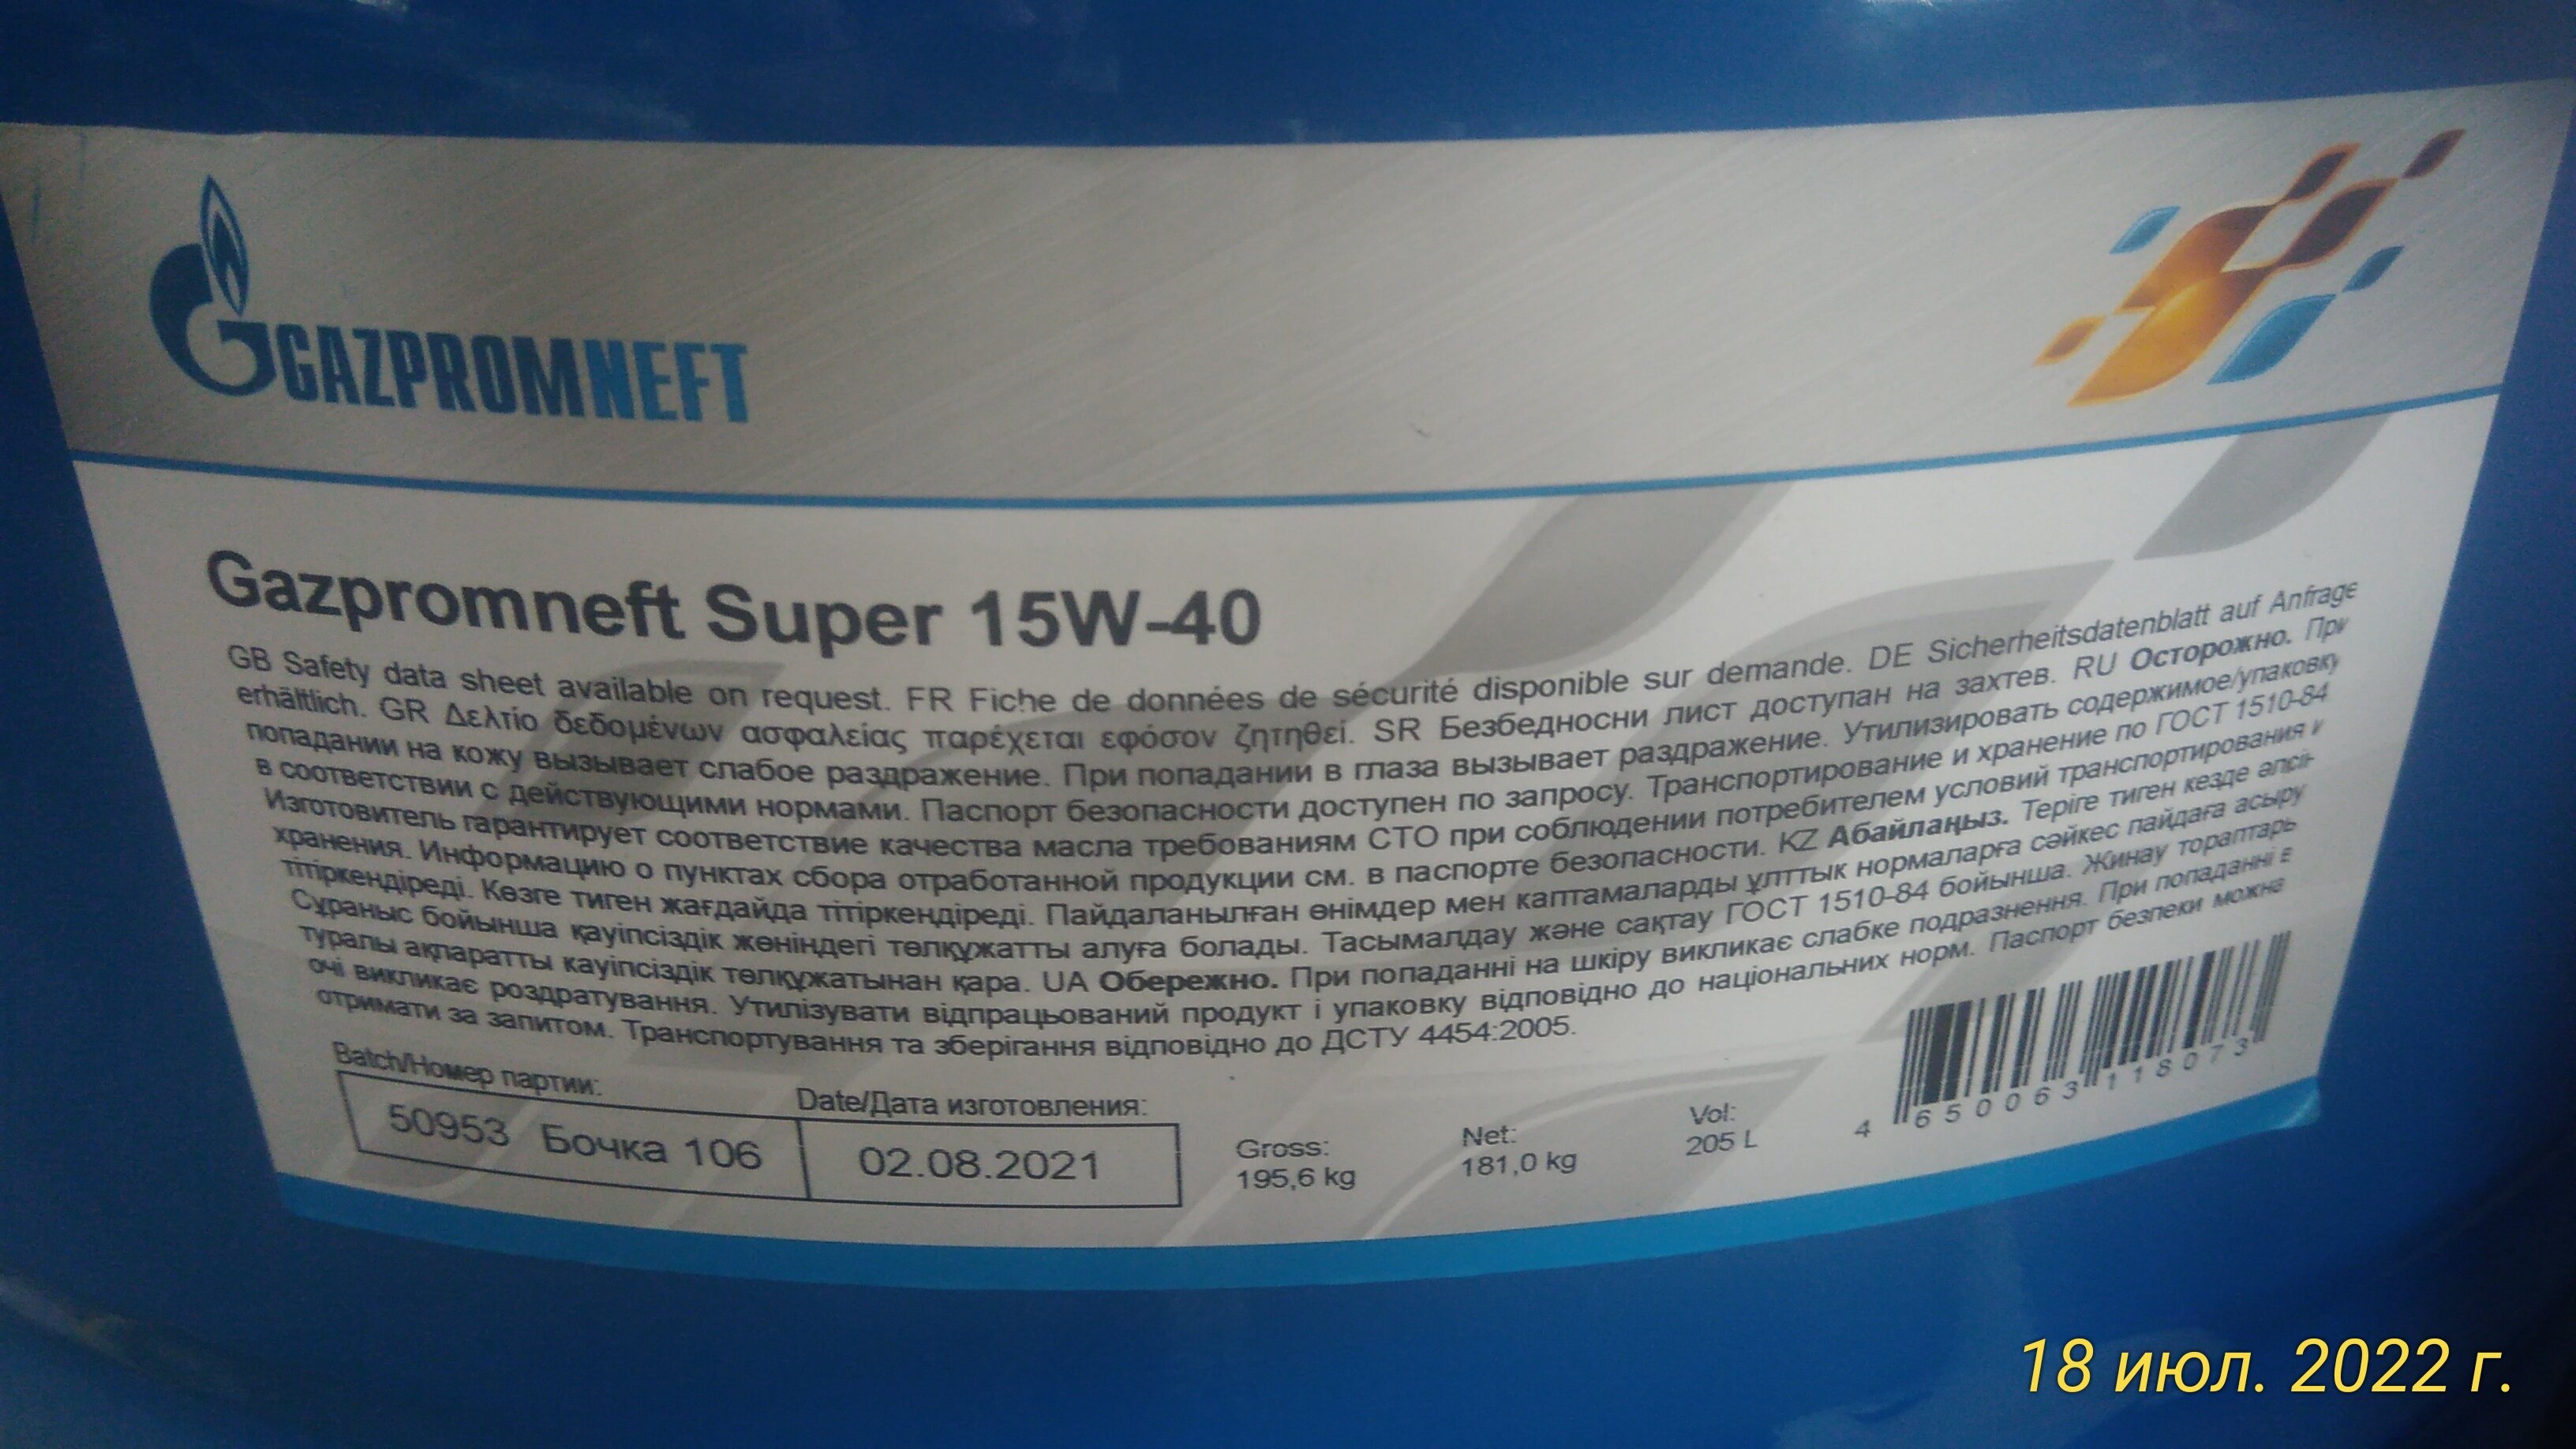 GAZPROMNEFT
Gazpromneft Super 15W-40
GB Safety data sheet available on request. FR Fiche de données de sécurité disponible sur demande. DE Sicherheitsdatenblatt auf Anfrage
erhältlich. GR Δελτίο δεδομένων ασφαλείας παρέχεται εφόσον ζητηθεί. SR Безбедносни лист доступан на захтев. RU Осторожно. При
попадании на кожу вызывает слабое раздражение. При попадании в глаза вызывает раздражение. Утилизировать содержимое/упаковку
в соответствии с действующими нормами. Паспорт безопасности доступен по запросу. Транспортирование и хранение по ГОСТ 1510-84
Изготовитель гарантирует соответствие качества масла требованиям СТО при соблюдении потребителем условий транспортирования и
хранения. Информацию о пунктах сбора отработанной продукции см. в паспорте безопасности. KZ Абайлаңыз. Теріге тиген кезде әлсіз
тітіркендіреді. Көзге тиген жағдайда тітіркендіреді. Пайдаланылған өнімдер мен каптамаларды ұлттык нормаларға сәйкес пайдаға асыру
Сұраныс бойынша қауіпсіздік жөніндегі төлқұжатты алуға болады. Тасымалдау және сақтау ГОСТ 1510-84 бойынша. Жинау тораптары
туралы ақпаратты кауіпсіздік төлқұжатынан қара. UA Обережно. При попаданні на шкіру викликає слабке подразнення. При попаданні в
очі викликає роздратування. Утилізувати відпрацьований продукт і упаковку відповідно до національних норм. Паспорт безпеки можна
отримати за запитом. Транспортування та зберігання відповідно до ДСТУ 4454:2005.
Batch/Номер партии:
50953 Бочка 106
Date/Дата изготовления:
02.08.2021
Gross:
195,6 kg
Net:
181,0 kg
Vol:
205 L
4 650063 118073
18 июл. 2022 г.